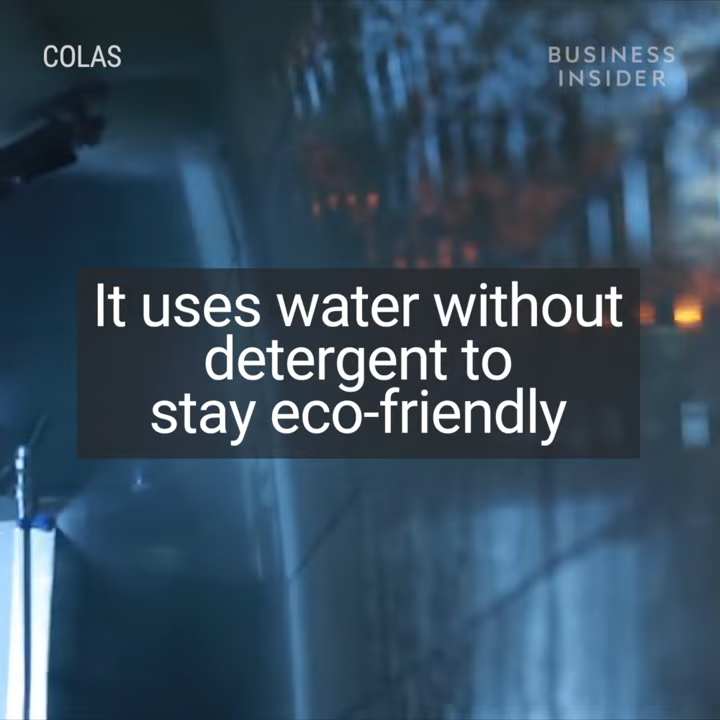 COLAS
BUSINESS
INSIDER
It uses water without
detergent to
stay eco-friendly